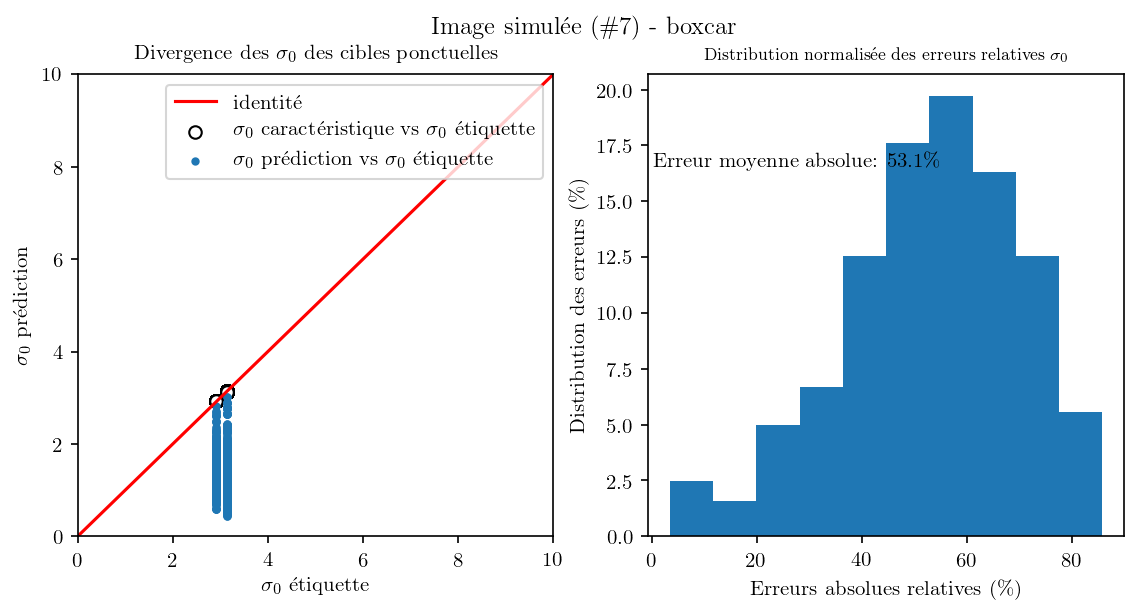 Image simulée (#7) - boxcar
Divergence des σ₀ des cibles ponctuelles
identité
σ₀ caractéristique vs σ₀ étiquette
σ₀ prédiction vs σ₀ étiquette
10
8
6
4
2
0
0 2 4 6 8 10
σ₀ prédiction
σ₀ étiquette
Distribution normalisée des erreurs relatives σ₀
Erreur moyenne absolue: 53.1%
20.0
17.5
15.0
12.5
10.0
7.5
5.0
2.5
0.0
0 20 40 60 80
Distribution des erreurs (%)
Erreurs absolues relatives (%)